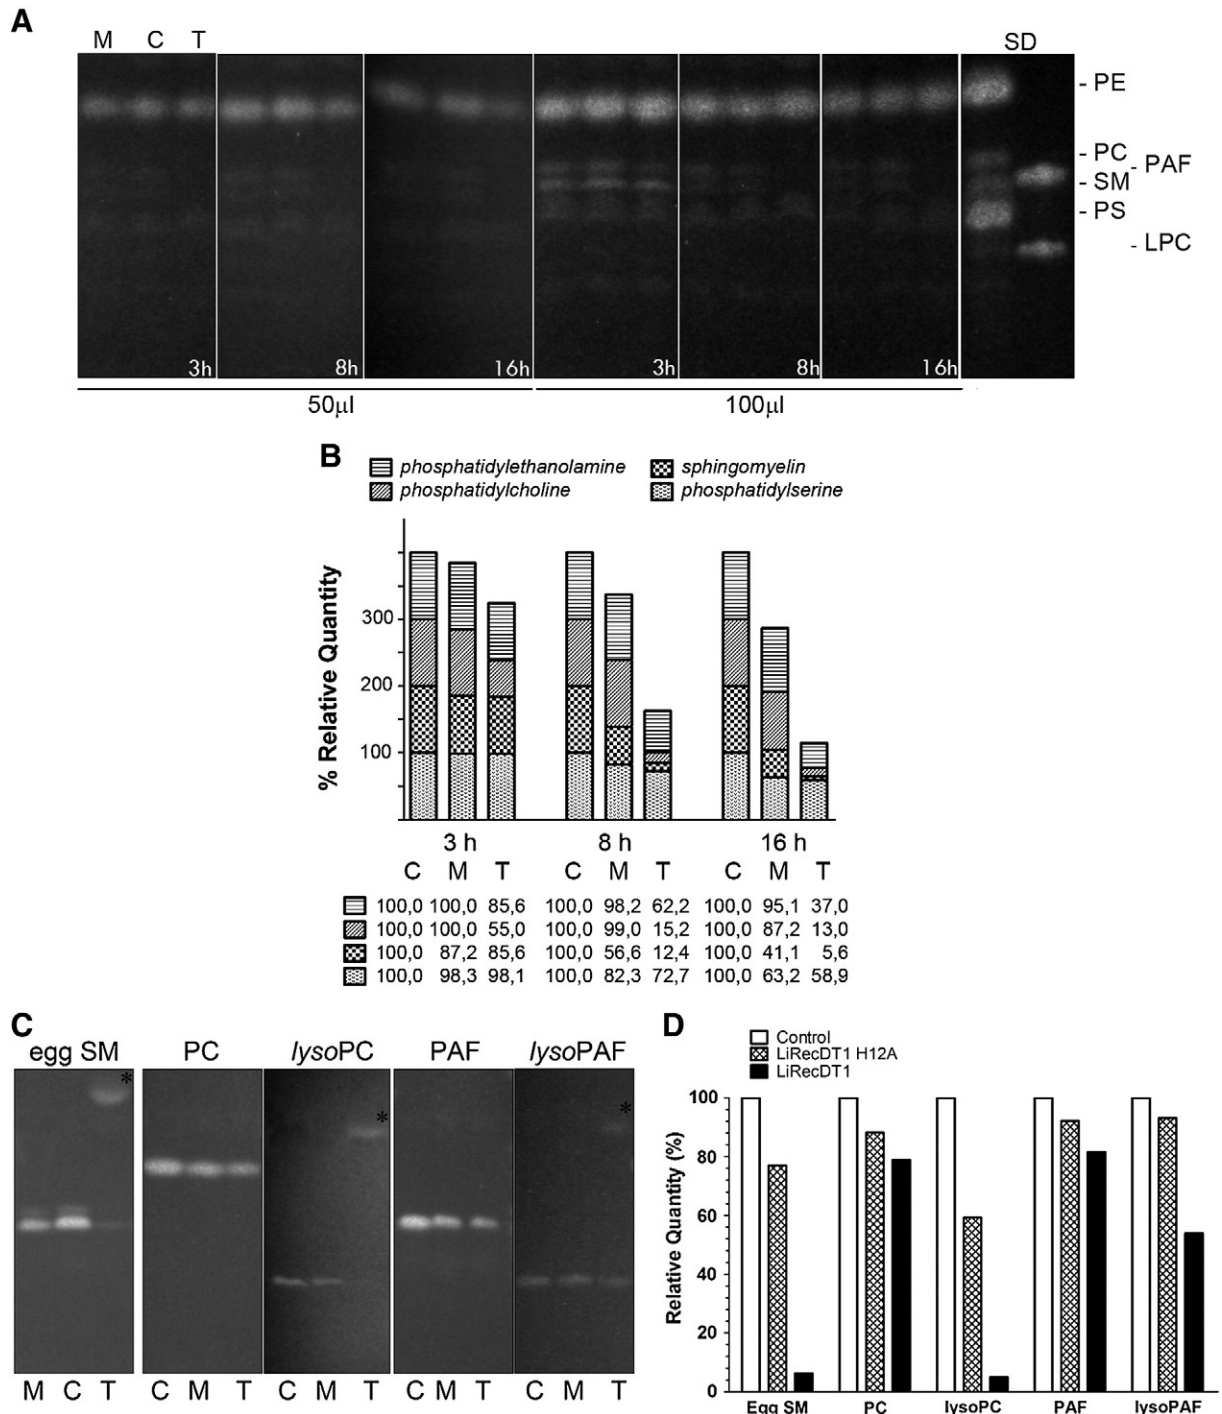 A
M C T
SD
- PE
- PC
- PAF
- SM
- PS
- LPC
3h 8h 16h 3h 8h 16h
50µl 100µl
B
phosphatidylethanolamine sphingomyelin
phosphatidylcholine phosphatidylserine
% Relative Quantity
300
200
100
3 h 8 h 16 h
C M T C M T C M T
100,0 100,0 85,6 100,0 98,2 62,2 100,0 95,1 37,0
100,0 100,0 55,0 100,0 99,0 15,2 100,0 87,2 13,0
100,0 87,2 85,6 100,0 56,6 12,4 100,0 41,1 5,6
100,0 98,3 98,1 100,0 82,3 72,7 100,0 63,2 58,9
C
egg SM PC lysoPC PAF lysoPAF
*
*
*
M C T C M T C M T C M T C M T
D
Control
LiRecDT1 H12A
LiRecDT1
Relative Quantity (%)
100
80
60
40
20
0
Egg SM PC lysoPC PAF lysoPAF